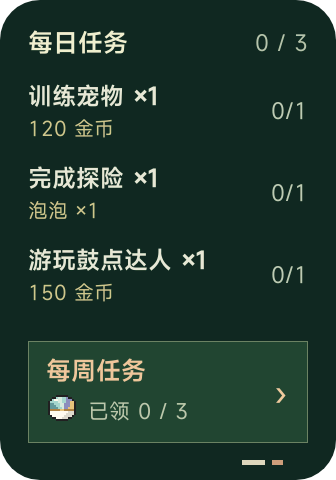 每日任务 0 / 3
训练宠物 ×1
120 金币
0/1
完成探险 ×1
泡泡 ×1
0/1
游玩鼓点达人 ×1
150 金币
0/1
每周任务
已领 0 / 3
›